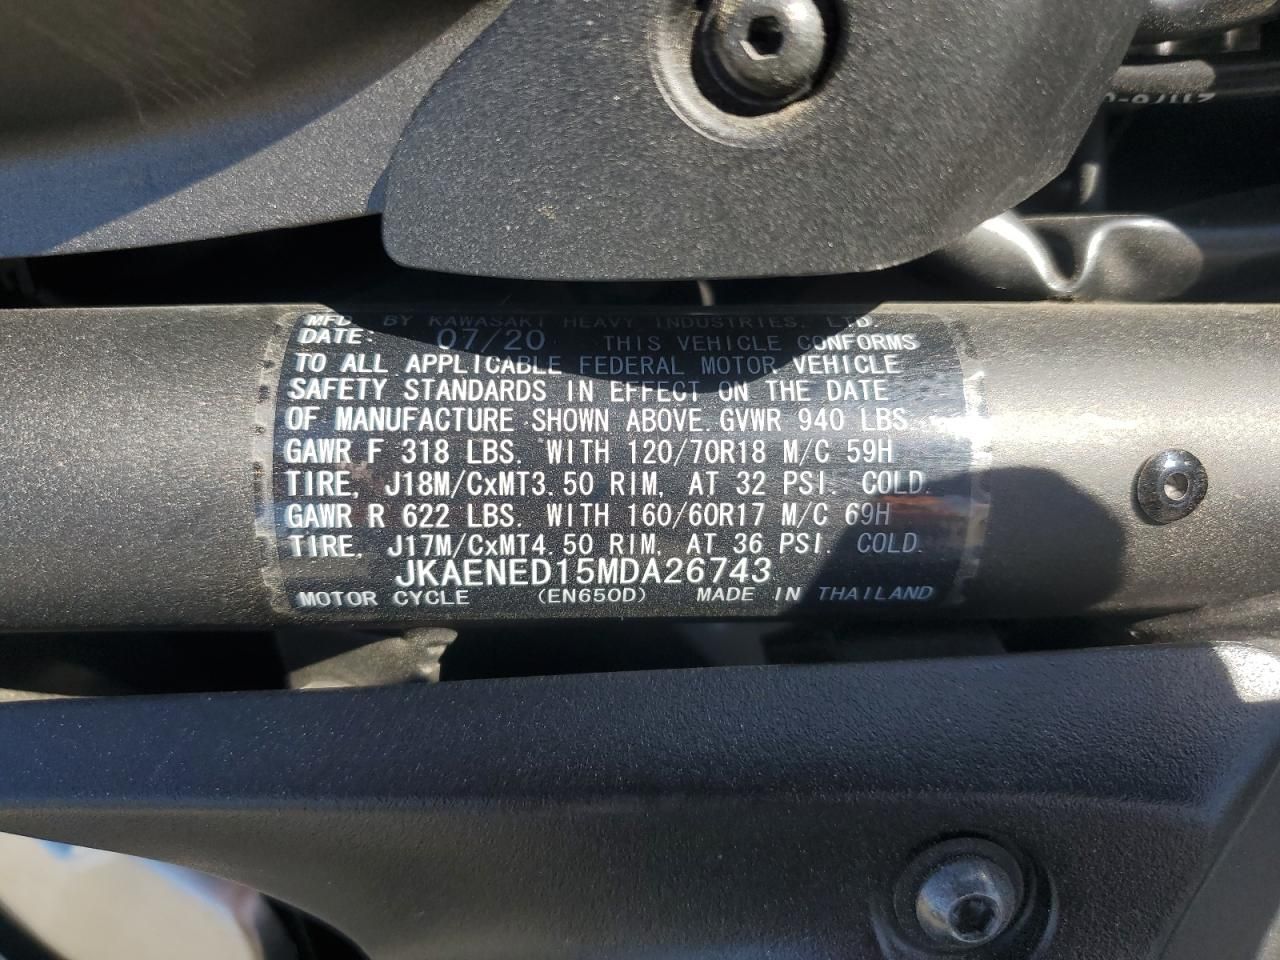 MFD. BY KAWASAKI HEAVY INDUSTRIES. LTD.
DATE: 07/20 THIS VEHICLE CONFORMS
TO ALL APPLICABLE FEDERAL MOTOR VEHICLE
SAFETY STANDARDS IN EFFECT ON THE DATE
OF MANUFACTURE SHOWN ABOVE. GVWR 940 LBS
GAWR F 318 LBS. WITH 120/70R18 M/C 59H
TIRE, J18M/CxMT3.50 RIM, AT 32 PSI. COLD.
GAWR R 622 LBS. WITH 160/60R17 M/C 69H
TIRE, J17M/CxMT4.50 RIM, AT 36 PSI. COLD.
JKAENED15MDA26743
MOTOR CYCLE (EN650D) MADE IN THAILAND